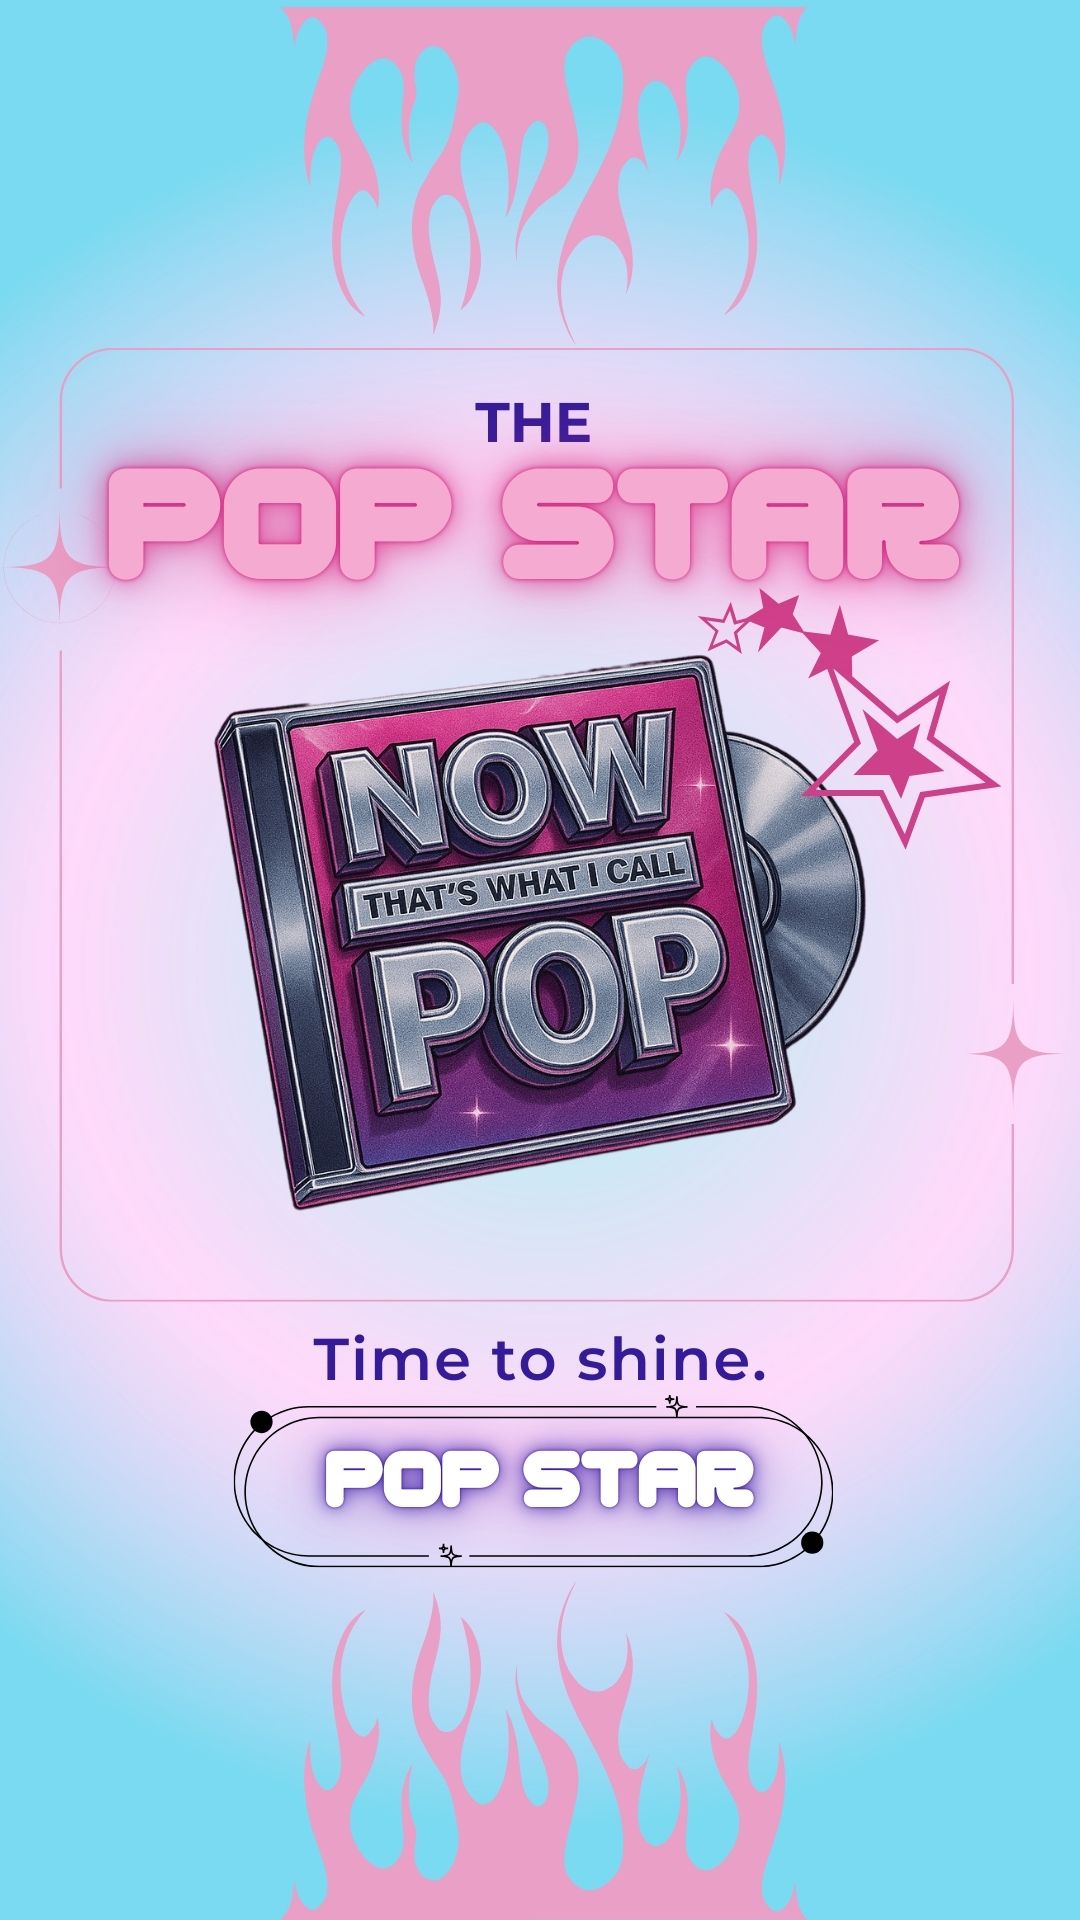 THE
POP STAR
NOW
THAT'S WHAT I CALL
POP
Time to shine.
POP STAR